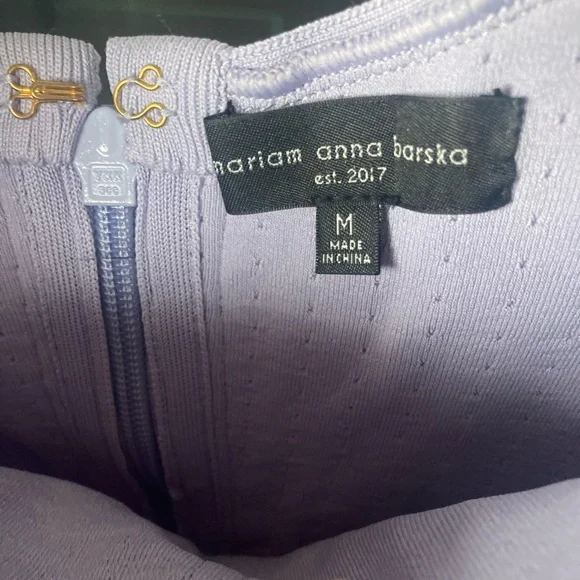 mariam anna barska
est. 2017
M
MADE
IN CHINA